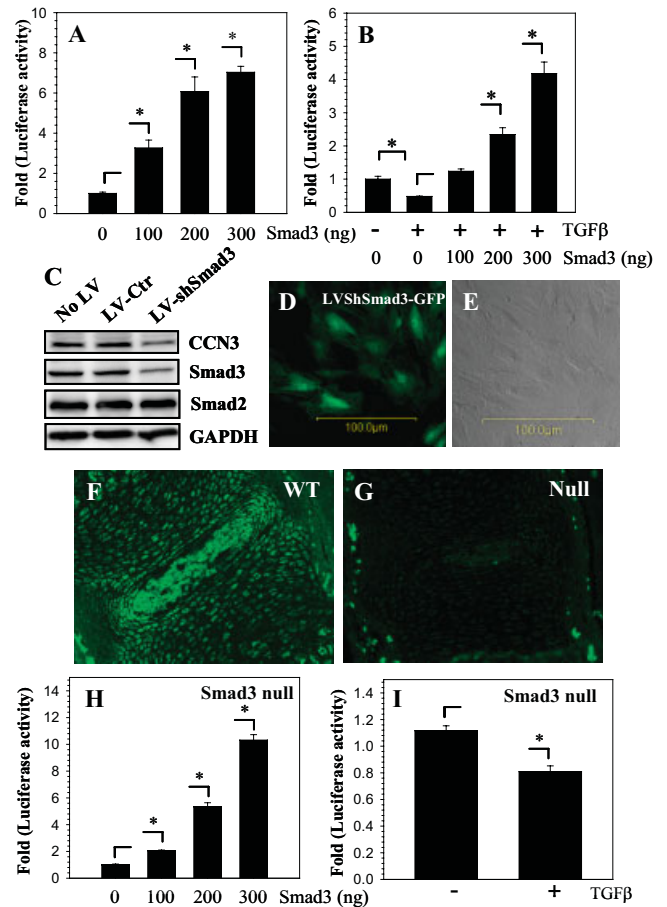 A
Fold (Luciferase activity)
10
8
6
4
2
0
*
*
*
0 100 200 300 Smad3 (ng)
B
Fold (Luciferase activity)
6
5
4
3
2
1
0
*
*
*
- + + + + TGFβ
0 0 100 200 300 Smad3 (ng)
C
No LV
LV-Ctr
LV-shSmad3
CCN3
Smad3
Smad2
GAPDH
D
LVShSmad3-GFP
100.0µm
E
100.0µm
F
WT
G
Null
H
Smad3 null
Fold (Luciferase activity)
14
12
10
8
6
4
2
0
*
*
*
0 100 200 300 Smad3 (ng)
I
Smad3 null
Fold (Luciferase activity)
1.4
1.2
1.0
0.8
0.6
0.4
0.2
0.0
*
- + TGFβ